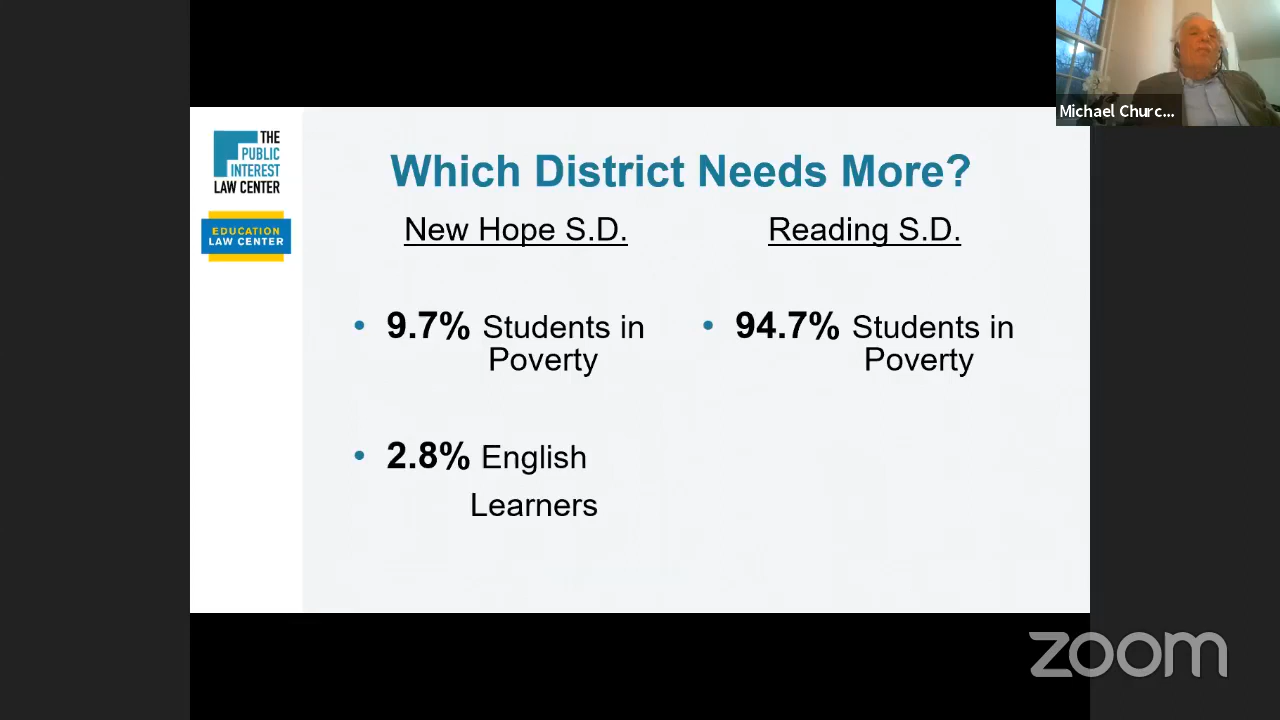 Michael Churc...
THE
PUBLIC
INTEREST
LAW CENTER
EDUCATION
LAW CENTER
Which District Needs More?
New Hope S.D.
Reading S.D.
• 9.7% Students in
Poverty
• 94.7% Students in
Poverty
• 2.8% English
Learners
zoom